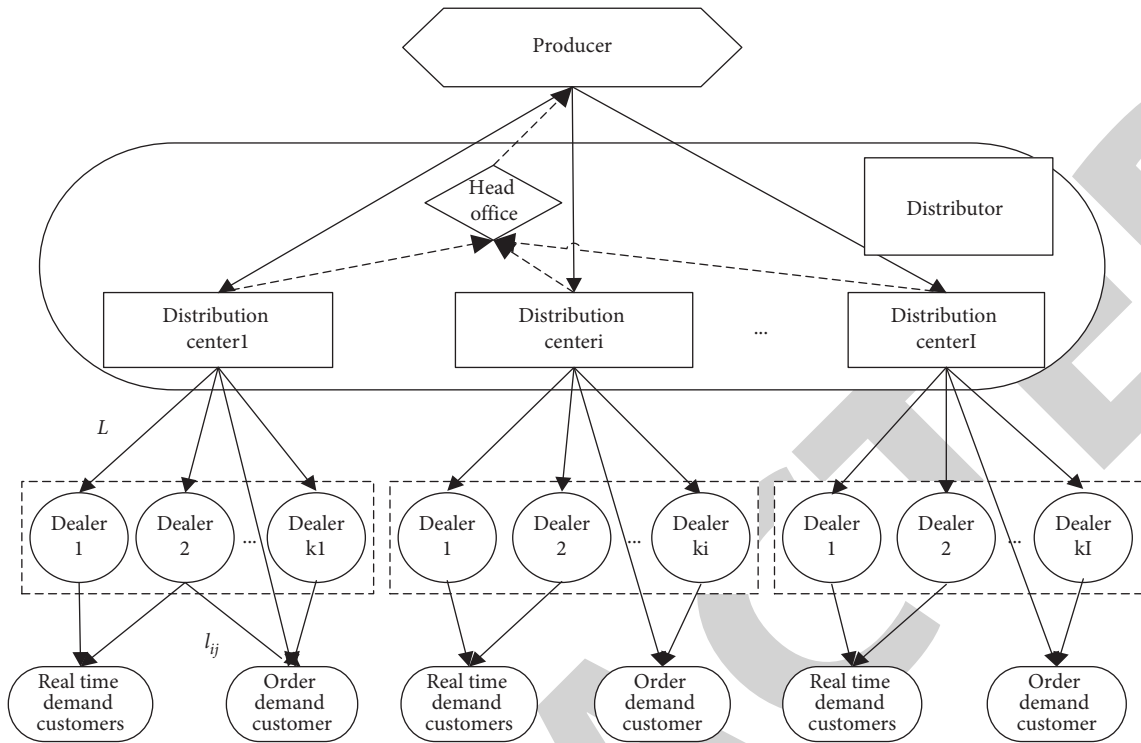 Producer
Head
office
Distributor
Distribution
center1
Distribution
centeri
...
Distribution
centerI
L
Dealer
1
Dealer
2
...
Dealer
k1
Dealer
1
Dealer
2
...
Dealer
ki
Dealer
1
Dealer
2
...
Dealer
kI
l_{ij}
Real time
demand
customers
Order
demand
customer
Real time
demand
customers
Order
demand
customer
Real time
demand
customers
Order
demand
customer